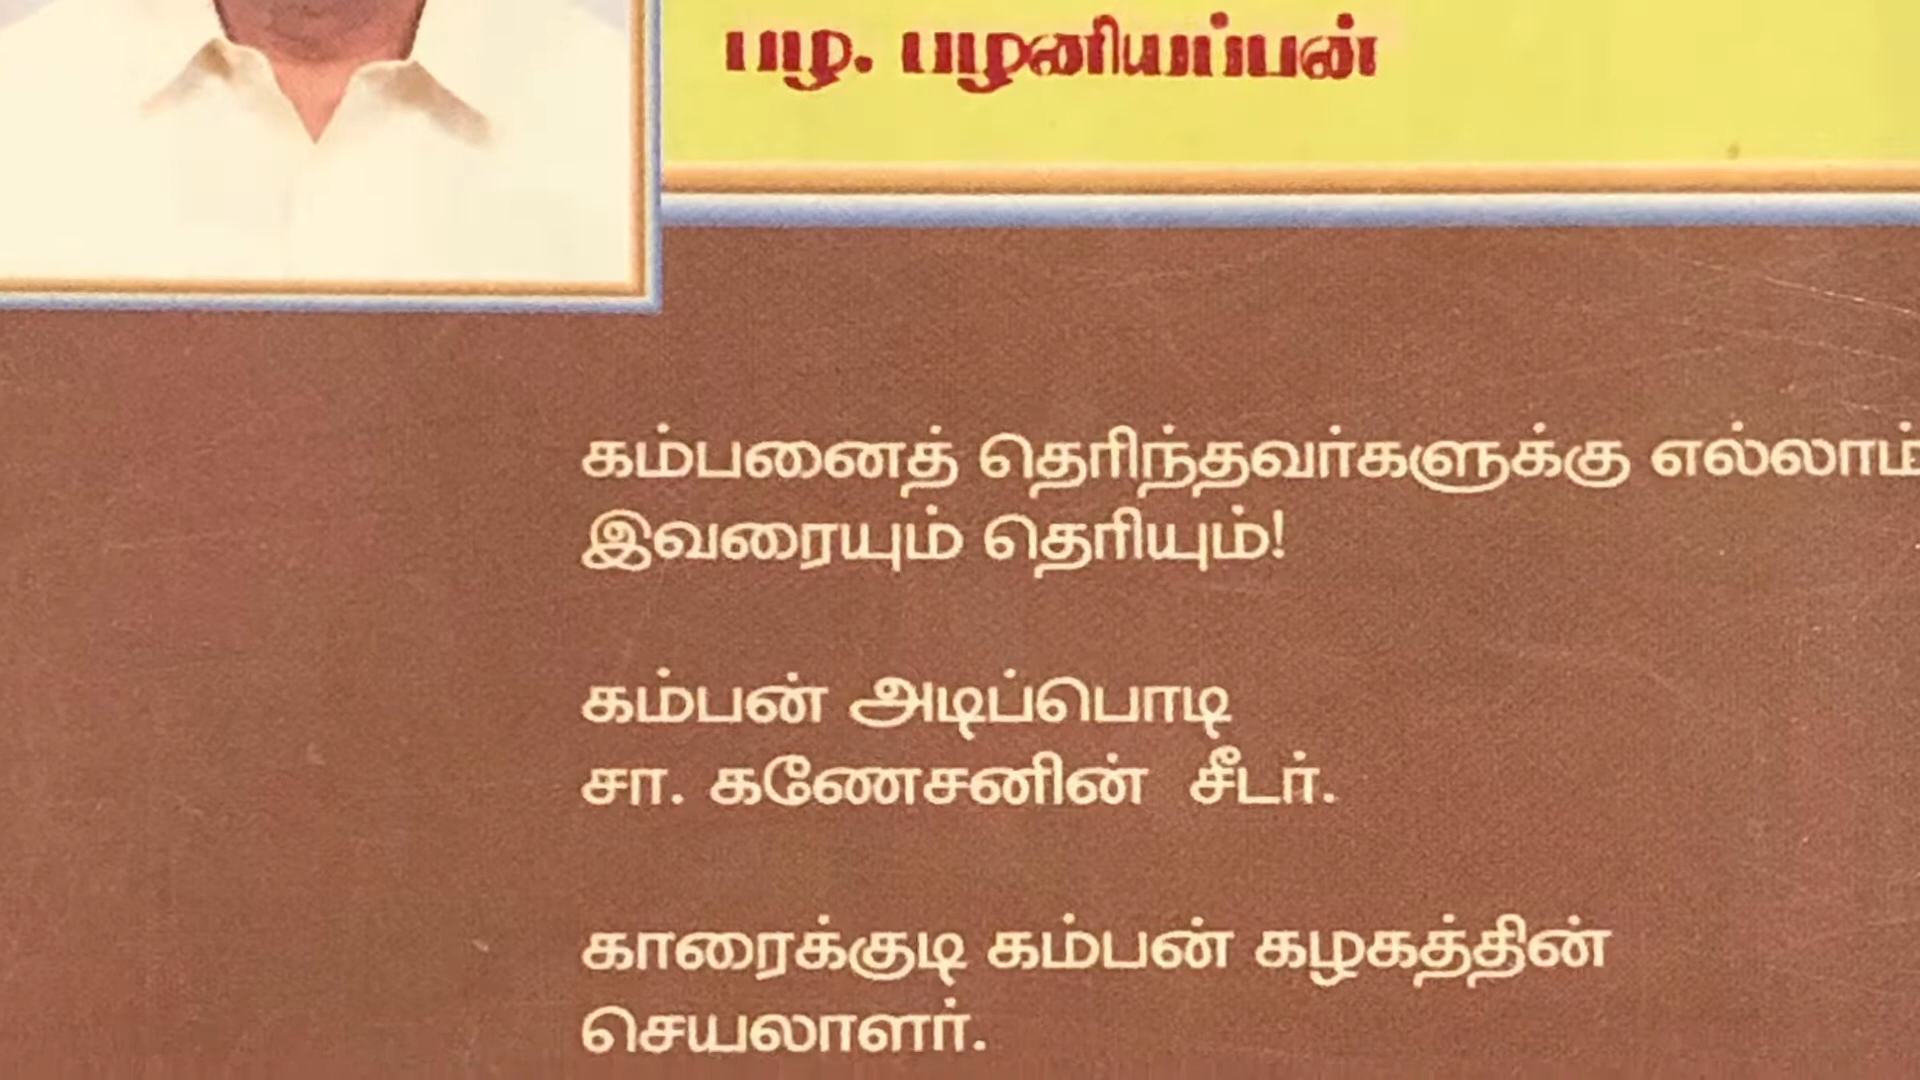 பழ. பழனியப்பன்
கம்பனைத் தெரிந்தவர்களுக்கு எல்லாம்
இவரையும் தெரியும்!
கம்பன் அடிப்பொடி
சா. கணேசனின் சீடர்.
காரைக்குடி கம்பன் கழகத்தின்
செயலாளர்.